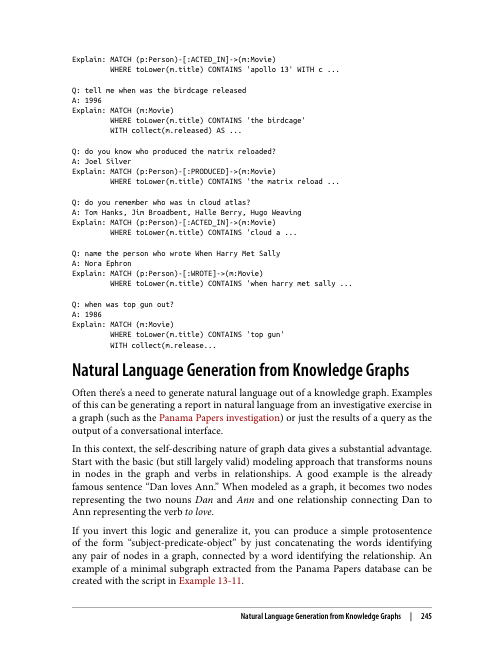 Explain: MATCH (p:Person)-[:ACTED_IN]->(m:Movie)
WHERE toLower(m.title) CONTAINS 'apollo 13' WITH c ...
Q: tell me when was the birdcage released
A: 1996
Explain: MATCH (m:Movie)
WHERE toLower(m.title) CONTAINS 'the birdcage'
WITH collect(m.released) AS ...
Q: do you know who produced the matrix reloaded?
A: Joel Silver
Explain: MATCH (p:Person)-[:PRODUCED]->(m:Movie)
WHERE toLower(m.title) CONTAINS 'the matrix reload ...
Q: do you remember who was in cloud atlas?
A: Tom Hanks, Jim Broadbent, Halle Berry, Hugo Weaving
Explain: MATCH (p:Person)-[:ACTED_IN]->(m:Movie)
WHERE toLower(m.title) CONTAINS 'cloud a ...
Q: name the person who wrote When Harry Met Sally
A: Nora Ephron
Explain: MATCH (p:Person)-[:WROTE]->(m:Movie)
WHERE toLower(m.title) CONTAINS 'when harry met sally ...
Q: when was top gun out?
A: 1986
Explain: MATCH (m:Movie)
WHERE toLower(m.title) CONTAINS 'top gun'
WITH collect(m.release...
Natural Language Generation from Knowledge Graphs
Often there’s a need to generate natural language out of a knowledge graph. Examples
of this can be generating a report in natural language from an investigative exercise in
a graph (such as the Panama Papers investigation) or just the results of a query as the
output of a conversational interface.
In this context, the self-describing nature of graph data gives a substantial advantage.
Start with the basic (but still largely valid) modeling approach that transforms nouns
in nodes in the graph and verbs in relationships. A good example is the already
famous sentence “Dan loves Ann.” When modeled as a graph, it becomes two nodes
representing the two nouns Dan and Ann and one relationship connecting Dan to
Ann representing the verb to love.
If you invert this logic and generalize it, you can produce a simple protosentence
of the form “subject-predicate-object” by just concatenating the words identifying
any pair of nodes in a graph, connected by a word identifying the relationship. An
example of a minimal subgraph extracted from the Panama Papers database can be
created with the script in Example 13-11.
Natural Language Generation from Knowledge Graphs | 245